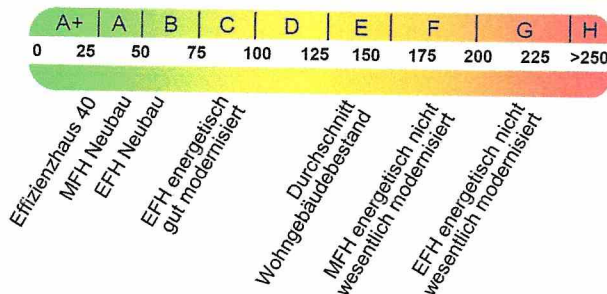 A+ A B C D E F G H
0 25 50 75 100 125 150 175 200 225 >250
Effizienzhaus 40
MFH Neubau
EFH Neubau
EFH energetisch
gut modernisiert
Durchschnitt
Wohngebäudebestand
MFH energetisch nicht
wesentlich modernisiert
EFH energetisch nicht
wesentlich modernisiert